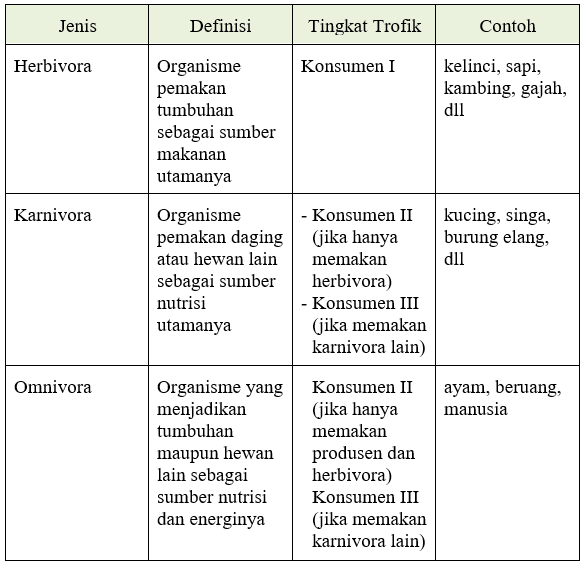 Jenis
Definisi
Tingkat Trofik
Contoh
Herbivora
Organisme
pemakan
tumbuhan
sebagai sumber
makanan
utamanya
Konsumen I
kelinci, sapi,
kambing, gajah,
dll
Karnivora
Organisme
pemakan daging
atau hewan lain
sebagai sumber
nutrisi
utamanya
- Konsumen II
(jika hanya
memakan
herbivora)
- Konsumen III
(jika memakan
karnivora lain)
kucing, singa,
burung elang,
dll
Omnivora
Organisme yang
menjadikan
tumbuhan
maupun hewan
lain sebagai
sumber nutrisi
dan energinya
Konsumen II
(jika hanya
memakan
produsen dan
herbivora)
Konsumen III
(jika memakan
karnivora lain)
ayam, beruang,
manusia